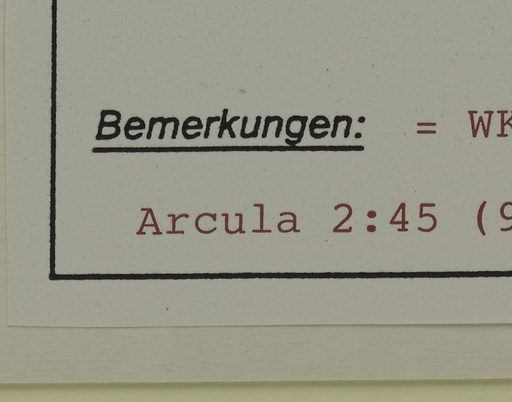 Bemerkungen: = WK
Arcula 2:45 (9